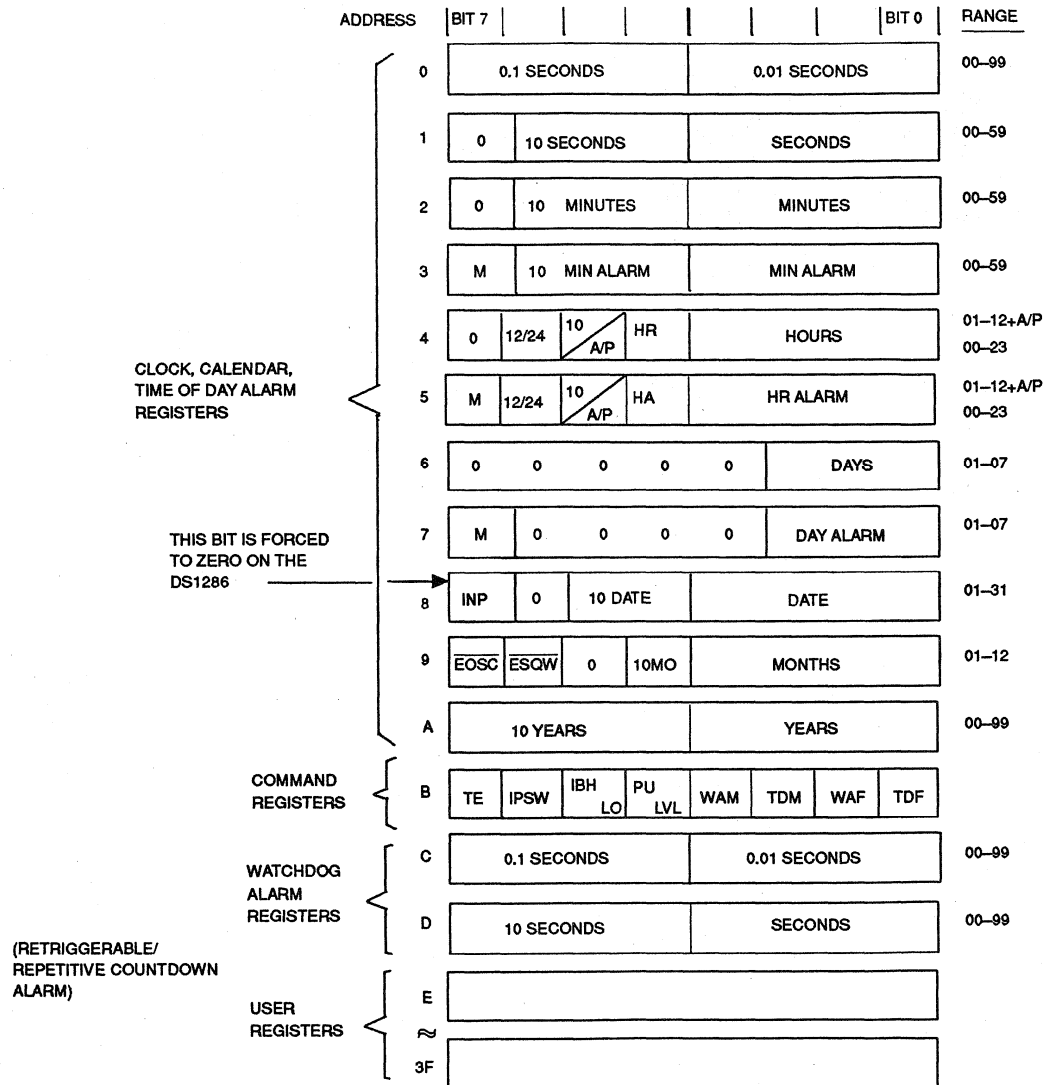 ADDRESS BIT 7 BIT 0 RANGE
0 0.1 SECONDS 0.01 SECONDS 00–99
1 0 10 SECONDS SECONDS 00–59
2 0 10 MINUTES MINUTES 00–59
3 M 10 MIN ALARM MIN ALARM 00–59
4 0 12/24 10 A/P HR HOURS 01–12+A/P
00–23
CLOCK, CALENDAR,
TIME OF DAY ALARM
REGISTERS
5 M 12/24 10 A/P HA HR ALARM 01–12+A/P
00–23
6 0 0 0 0 0 DAYS 01–07
7 M 0 0 0 0 DAY ALARM 01–07
THIS BIT IS FORCED
TO ZERO ON THE
DS1286
8 INP 0 10 DATE DATE 01–31
9 EOSC ESQW 0 10MO MONTHS 01–12
A 10 YEARS YEARS 00–99
COMMAND
REGISTERS
B TE IPSW IBH LO PU LVL WAM TDM WAF TDF
C 0.1 SECONDS 0.01 SECONDS 00–99
WATCHDOG
ALARM
REGISTERS
D 10 SECONDS SECONDS 00–99
(RETRIGGERABLE/
REPETITIVE COUNTDOWN
ALARM)
E
USER
REGISTERS
≈
3F